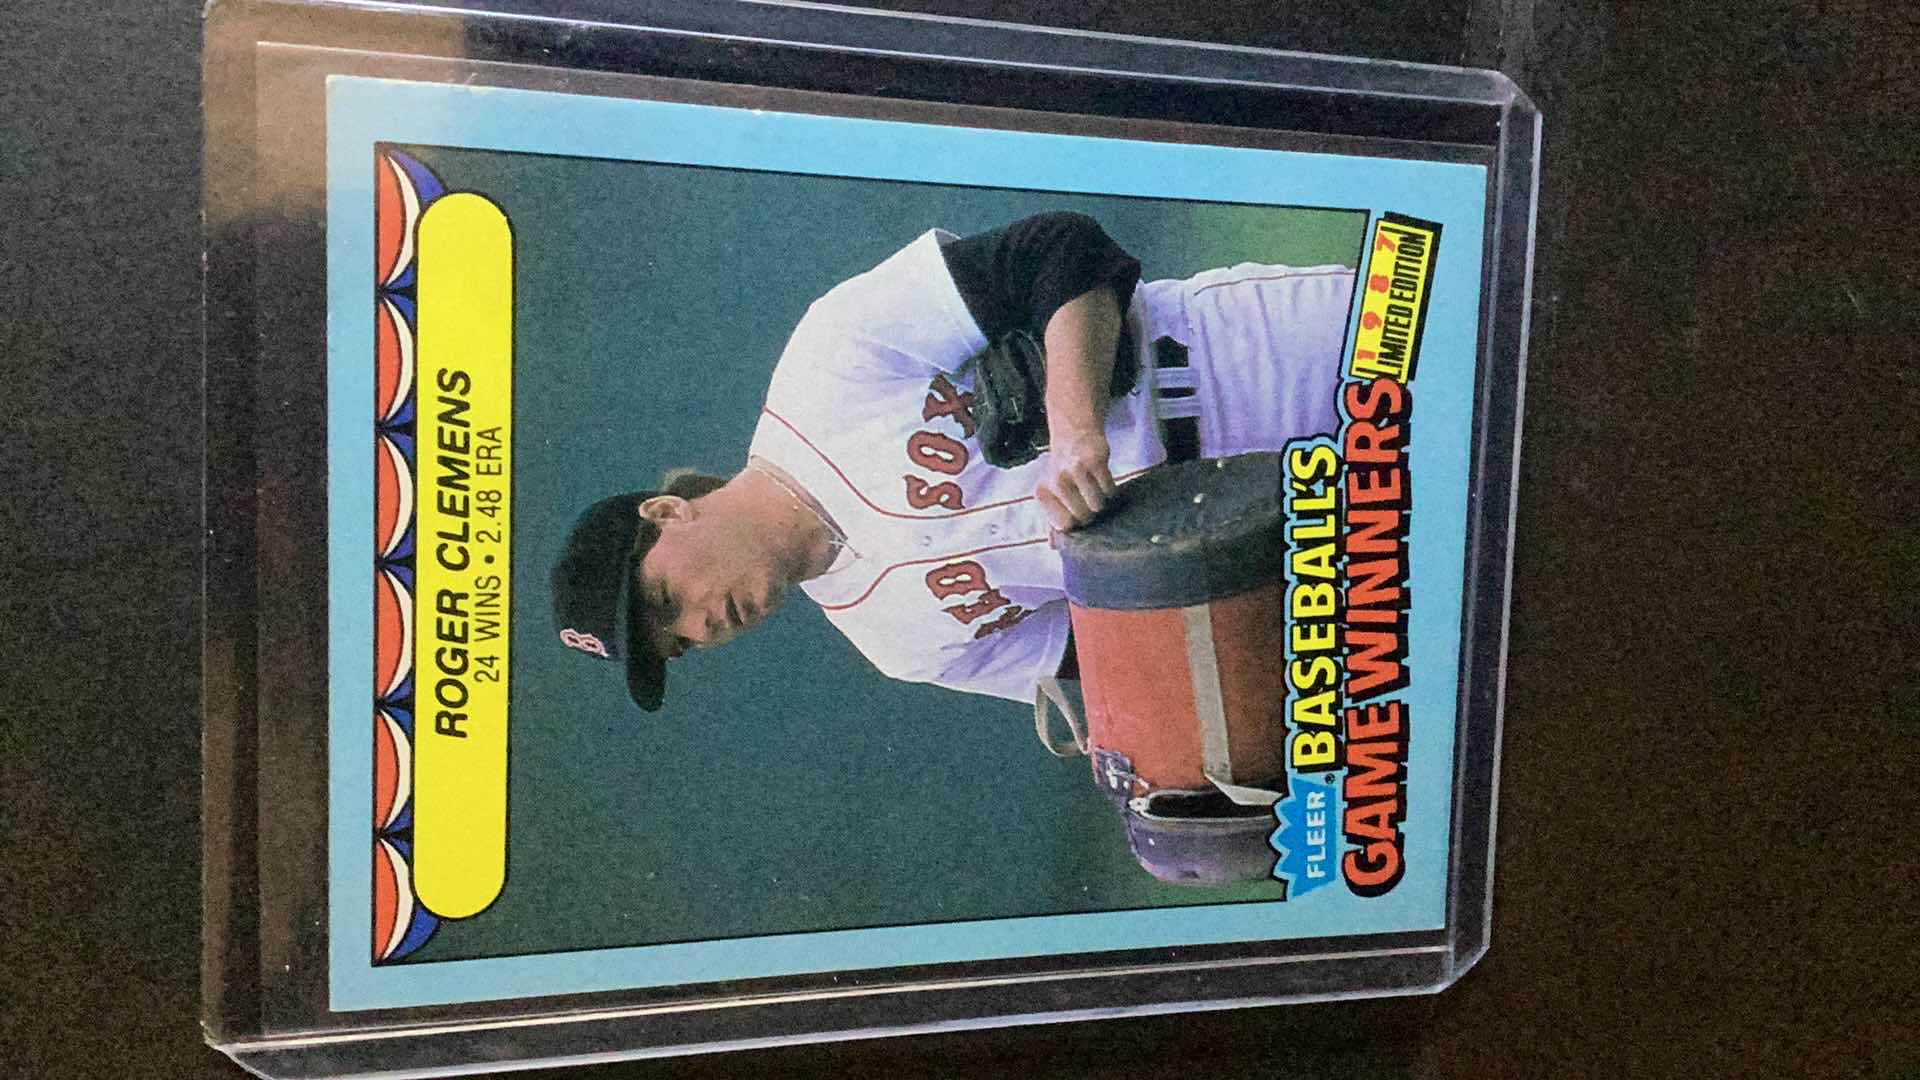 ROGER CLEMENS
24 WINS • 2.48 ERA
B
RED SOX
FLEER® BASEBALL'S
GAME WINNERS
1987
LIMITED EDITION